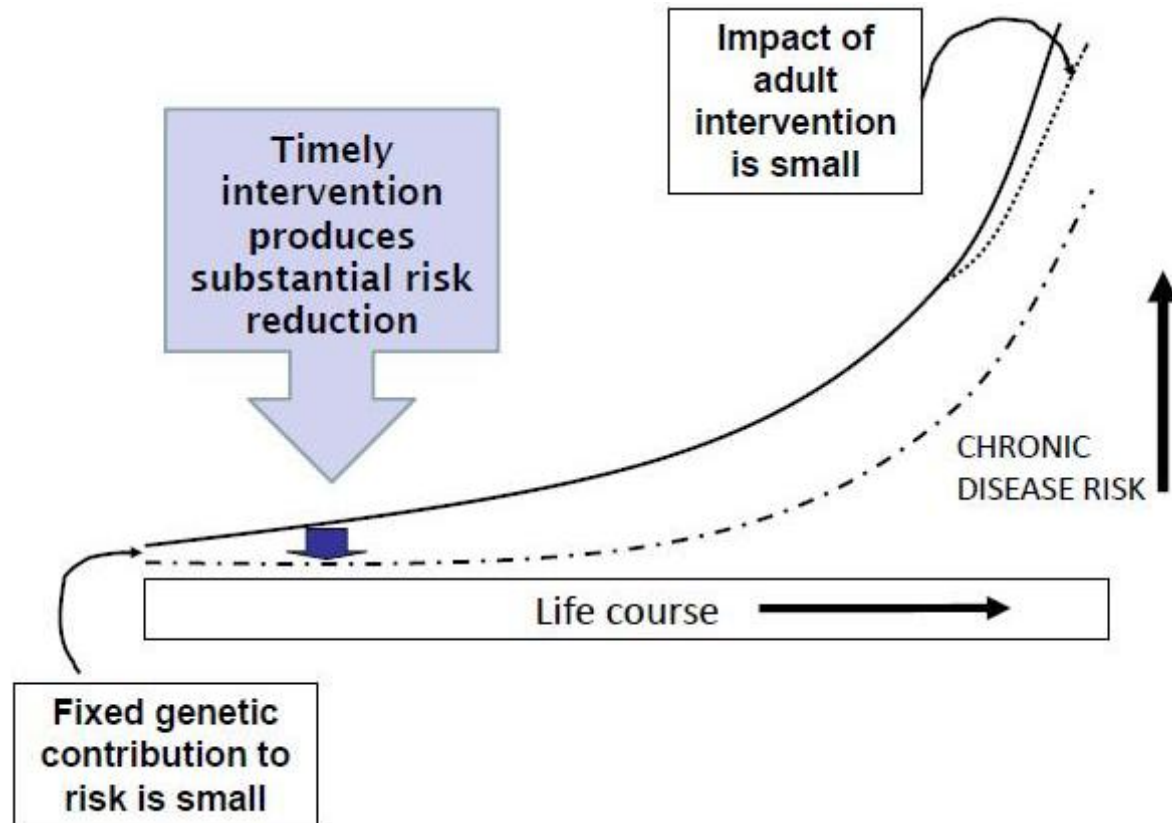 Impact of
adult
intervention
is small
Timely
intervention
produces
substantial risk
reduction
CHRONIC
DISEASE RISK
Life course
Fixed genetic
contribution to
risk is small